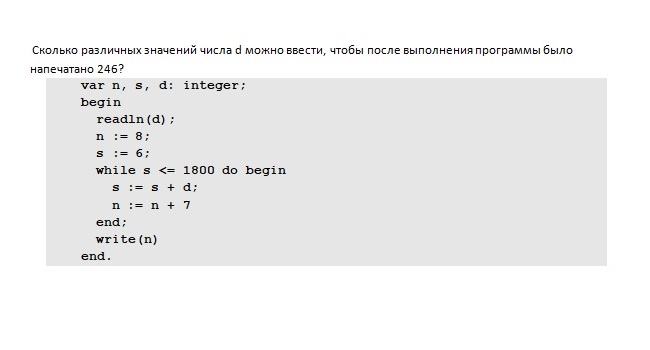 Сколько различных значений числа d можно ввести, чтобы после выполнения программы было
напечатано 246?
var n, s, d: integer;
begin
readln(d);
n := 8;
s := 6;
while s <= 1800 do begin
s := s + d;
n := n + 7
end;
write(n)
end.